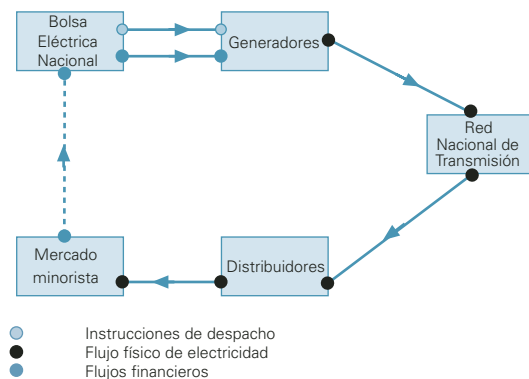 Bolsa
Eléctrica
Nacional
Generadores
Red
Nacional de
Transmisión
Mercado
minorista
Distribuidores
Instrucciones de despacho
Flujo físico de electricidad
Flujos financieros